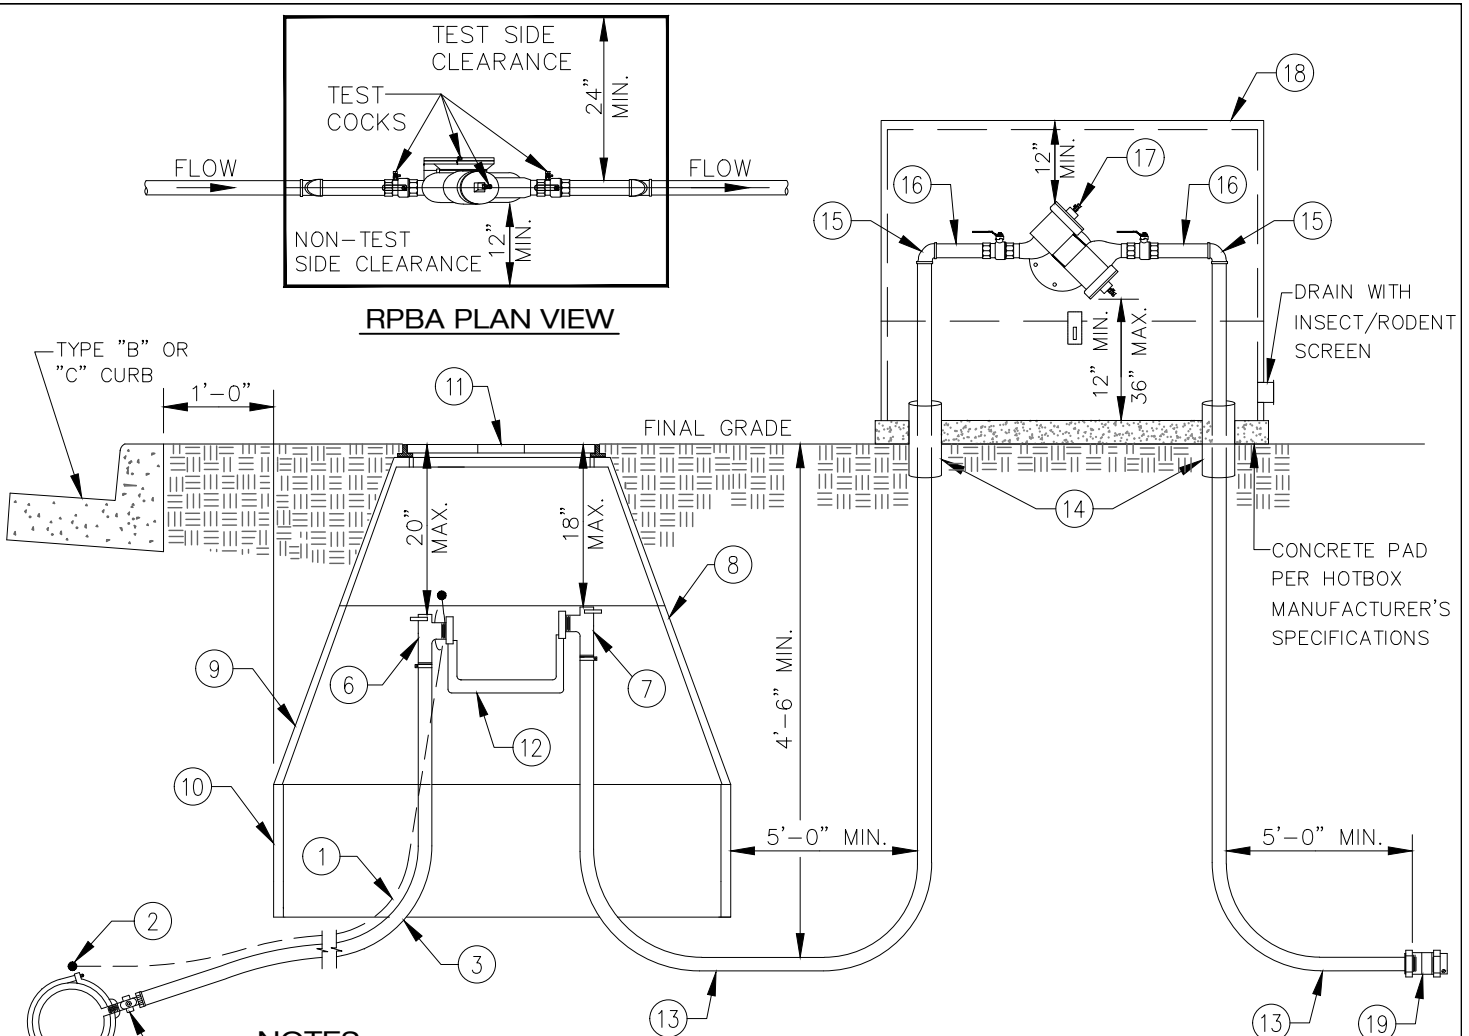 TEST SIDE
CLEARANCE
24"
MIN.
TEST
COCKS
FLOW
FLOW
NON-TEST
SIDE CLEARANCE
12"
MIN.
RPBA PLAN VIEW
18
12"
MIN.
17
16
16
15
15
DRAIN WITH
INSECT/RODENT
SCREEN
12" MIN.
36" MAX.
TYPE "B" OR
"C" CURB
1'-0"
11
FINAL GRADE
20"
MAX.
18"
MAX.
14
8
CONCRETE PAD
PER HOTBOX
MANUFACTURER'S
SPECIFICATIONS
9
6
7
12
4'-6" MIN.
10
1
5'-0" MIN.
5'-0" MIN.
2
3
13
13
19
NOTES